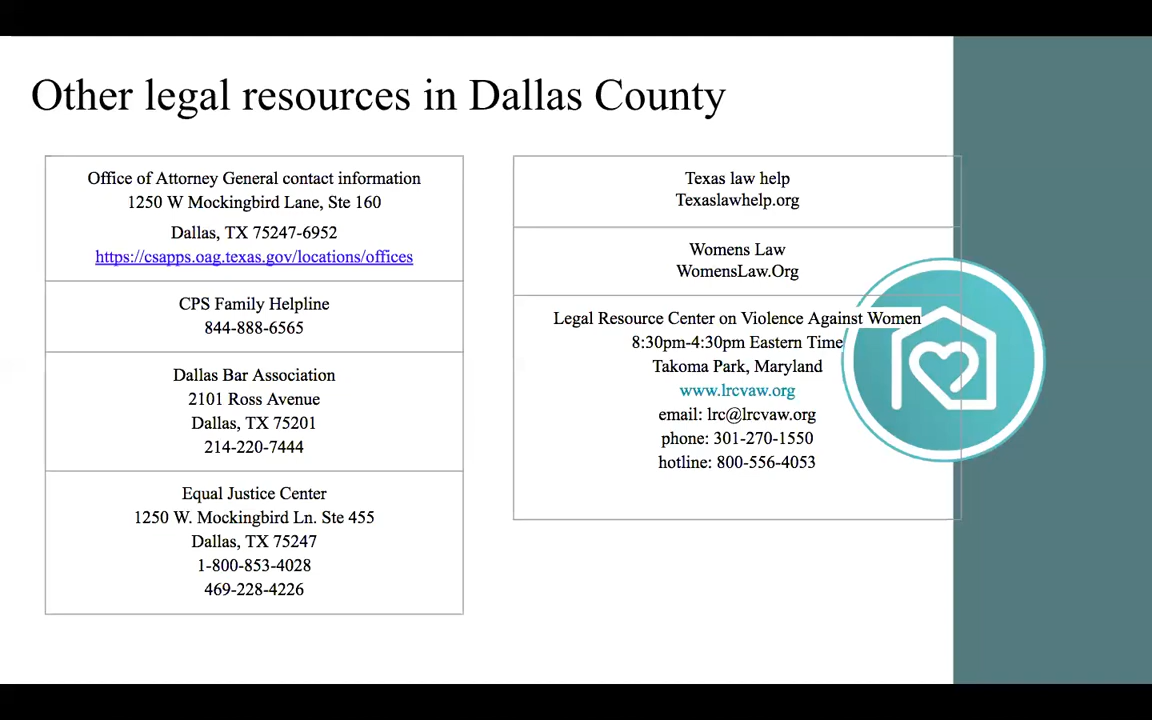 Other legal resources in Dallas County
Office of Attorney General contact information
1250 W Mockingbird Lane, Ste 160
Dallas, TX 75247-6952
https://csapps.oag.texas.gov/locations/offices
CPS Family Helpline
844-888-6565
Dallas Bar Association
2101 Ross Avenue
Dallas, TX 75201
214-220-7444
Equal Justice Center
1250 W. Mockingbird Ln. Ste 455
Dallas, TX 75247
1-800-853-4028
469-228-4226
Texas law help
Texaslawhelp.org
Womens Law
WomensLaw.Org
Legal Resource Center on Violence Against Women
8:30pm-4:30pm Eastern Time
Takoma Park, Maryland
www.lrcvaw.org
email: lrc@lrcvaw.org
phone: 301-270-1550
hotline: 800-556-4053